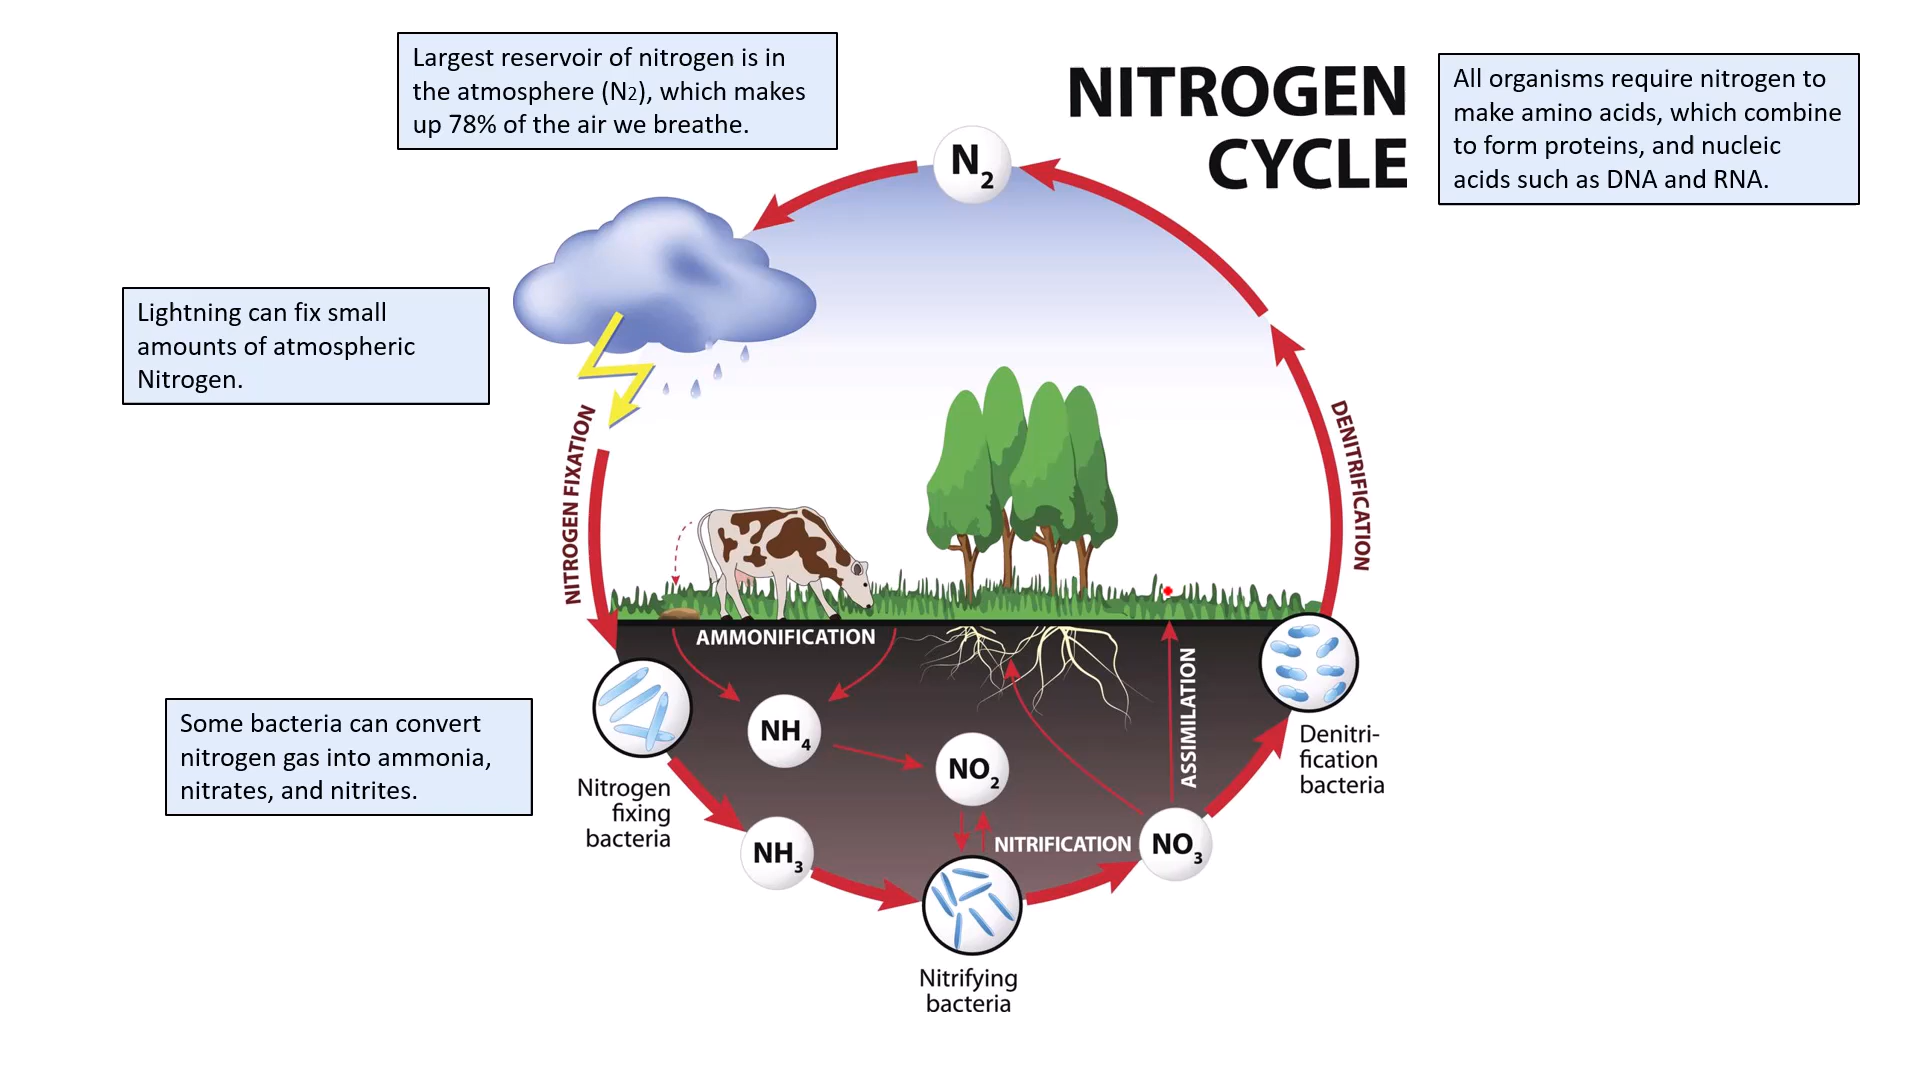 Largest reservoir of nitrogen is in
the atmosphere (N2), which makes
up 78% of the air we breathe.
NITROGEN
CYCLE
All organisms require nitrogen to
make amino acids, which combine
to form proteins, and nucleic
acids such as DNA and RNA.
N2
Lightning can fix small
amounts of atmospheric
Nitrogen.
NITROGEN FIXATION
DENITRIFICATION
AMMONIFICATION
ASSIMILATION
Some bacteria can convert
nitrogen gas into ammonia,
nitrates, and nitrites.
NH4
NO2
Denitri-
fication
bacteria
Nitrogen
fixing
bacteria
NH3
NITRIFICATION
NO3
Nitrifying
bacteria